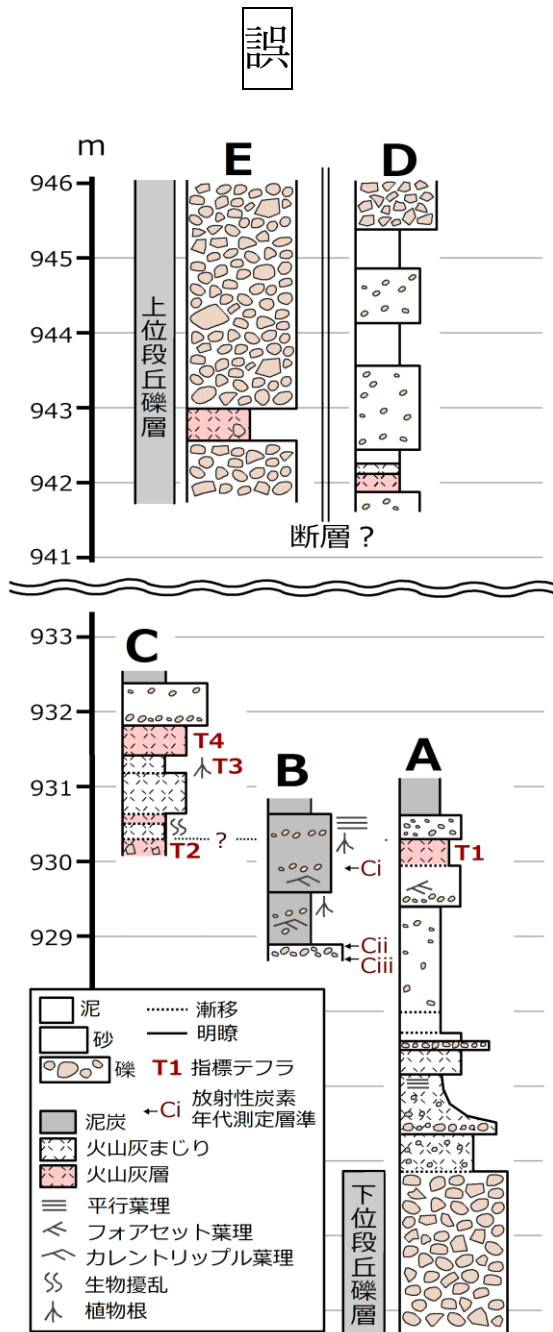 誤
m
E
D
946
945
944
943
942
941
上位段丘礫層
断層？
933
932
931
930
929
C
B
A
T4
T3
T2
?
T1
Ci
Cii
Ciii
泥
砂
礫
漸移
明瞭
T1 指標テフラ
Ci 放射性炭素
年代測定層準
泥炭
火山灰まじり
火山灰層
平行葉理
フォアセット葉理
カレントリップル葉理
生物擾乱
植物根
下位段丘礫層